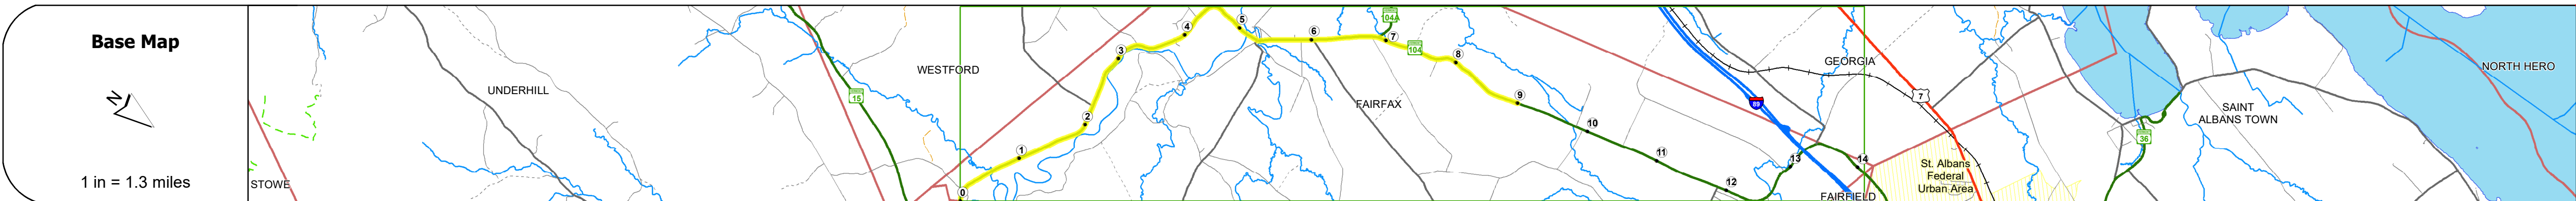 Base Map
N
1 in = 1.3 miles
STOWE
UNDERHILL
15
WESTFORD
0
1
2
3
4
5
6
7
8
9
10
11
12
13
14
104A
104
FAIRFAX
89
GEORGIA
7
FAIRFIELD
St. Albans
Federal
Urban Area
36
SAINT
ALBANS TOWN
NORTH HERO